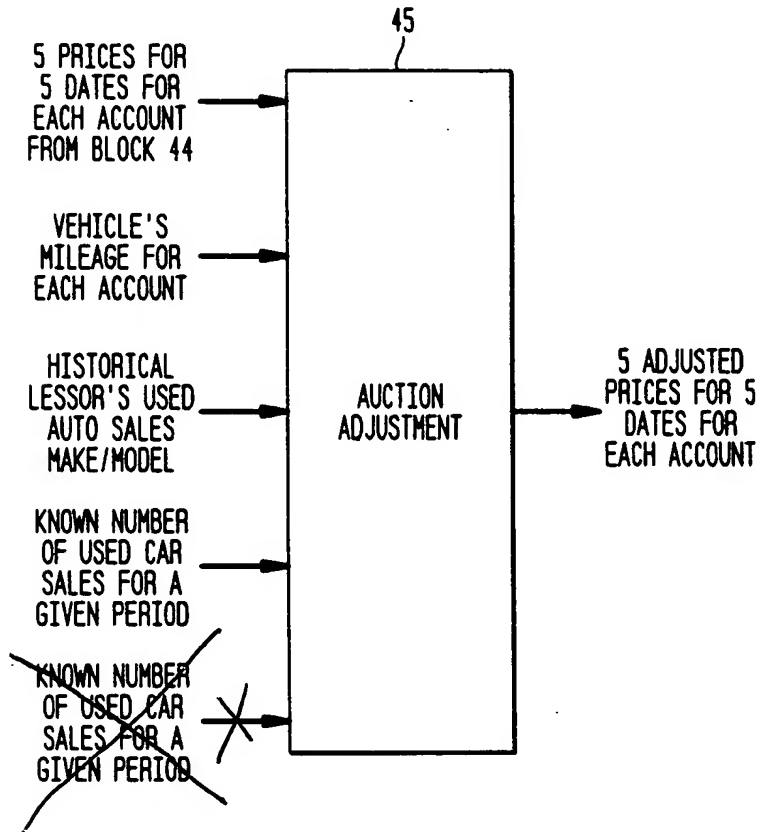 45
5 PRICES FOR
5 DATES FOR
EACH ACCOUNT
FROM BLOCK 44
VEHICLE'S
MILEAGE FOR
EACH ACCOUNT
HISTORICAL
LESSOR'S USED
AUTO SALES
MAKE/MODEL
KNOWN NUMBER
OF USED CAR
SALES FOR A
GIVEN PERIOD
KNOWN NUMBER
OF USED CAR
SALES FOR A
GIVEN PERIOD
AUCTION
ADJUSTMENT
5 ADJUSTED
PRICES FOR 5
DATES FOR
EACH ACCOUNT